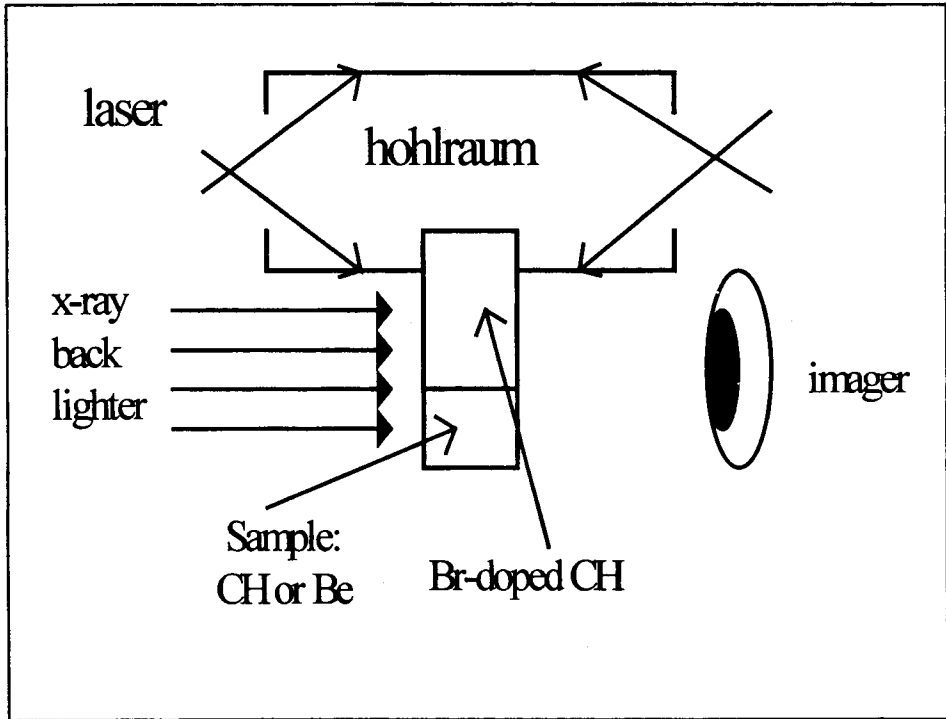 laser
hohlraum
x-ray
back
lighter
imager
Sample:
CH or Be
Br-doped CH